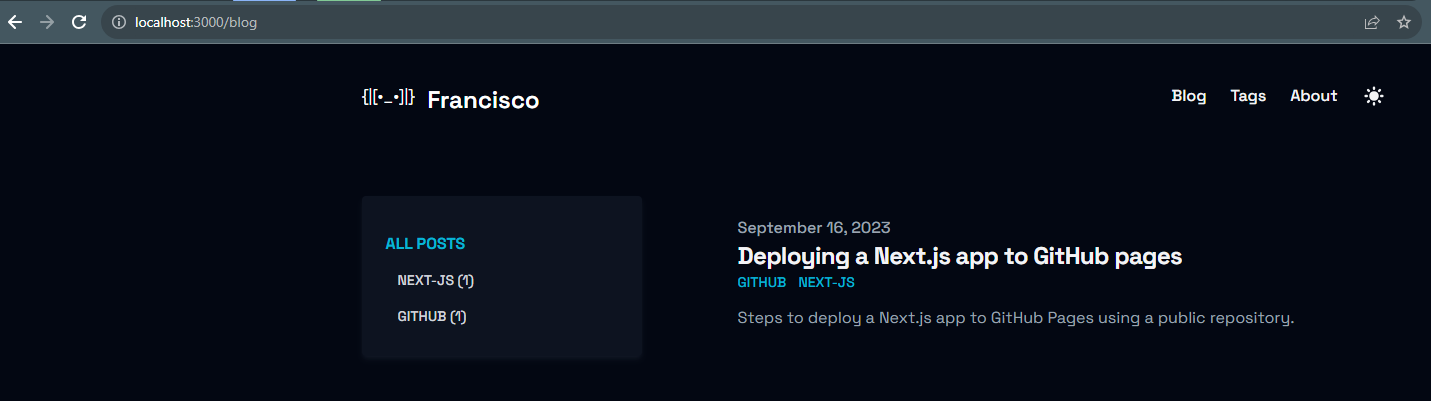 localhost:3000/blog
{|[•_•]|} Francisco
Blog Tags About
ALL POSTS
NEXT-JS (1)
GITHUB (1)
September 16, 2023
Deploying a Next.js app to GitHub pages
GITHUB NEXT-JS
Steps to deploy a Next.js app to GitHub Pages using a public repository.